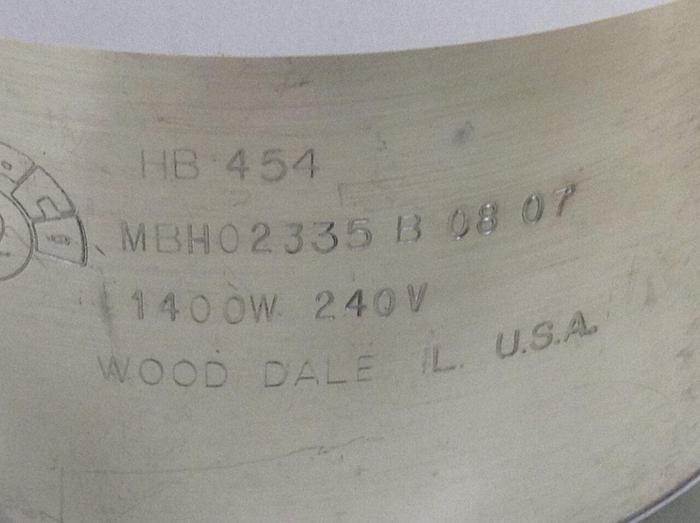 HB 454
MBH02335 B 08 07
1400W 240V
WOOD DALE IL. U.S.A.